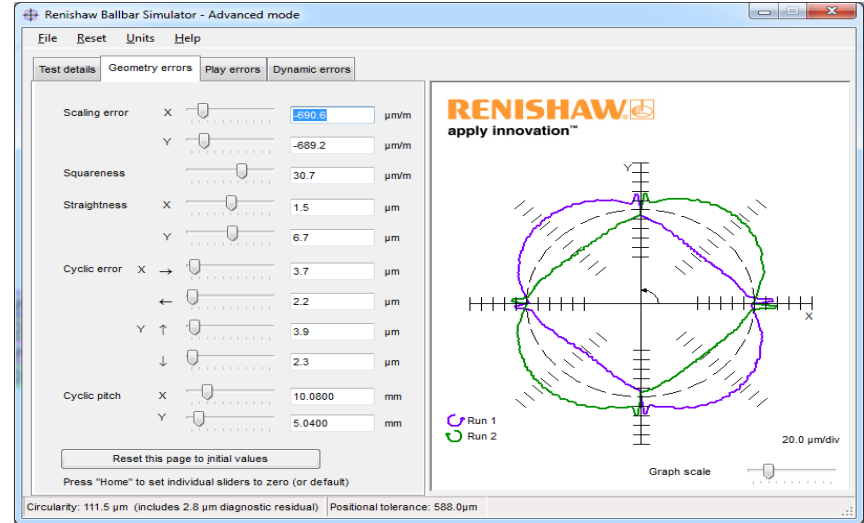 Renishaw Ballbar Simulator - Advanced mode
File Reset Units Help
Test details Geometry errors Play errors Dynamic errors
Scaling error X -690.6 µm/m
Y -689.2 µm/m
Squareness 30.7 µm/m
Straightness X 1.5 µm
Y 6.7 µm
Cyclic error X → 3.7 µm
← 2.2 µm
Y ↑ 3.9 µm
↓ 2.3 µm
Cyclic pitch X 10.0800 mm
Y 5.0400 mm
Reset this page to initial values
Press "Home" to set individual sliders to zero (or default)
RENISHAW
apply innovation™
Y
X
Run 1
Run 2
20.0 µm/div
Graph scale
Circularity: 111.5 µm (includes 2.8 µm diagnostic residual) Positional tolerance: 588.0µm